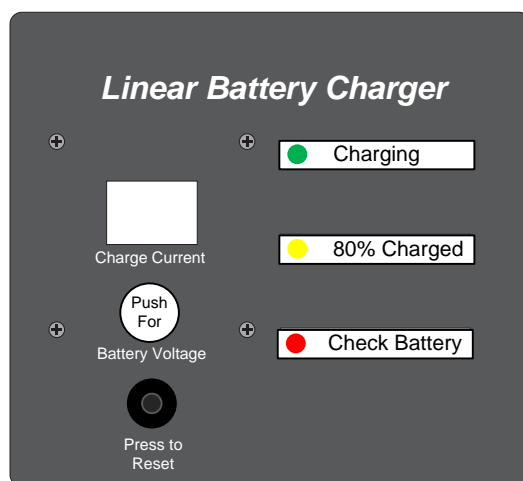 Linear Battery Charger
Charging
Charge Current
80% Charged
Push
For
Battery Voltage
Check Battery
Press to
Reset